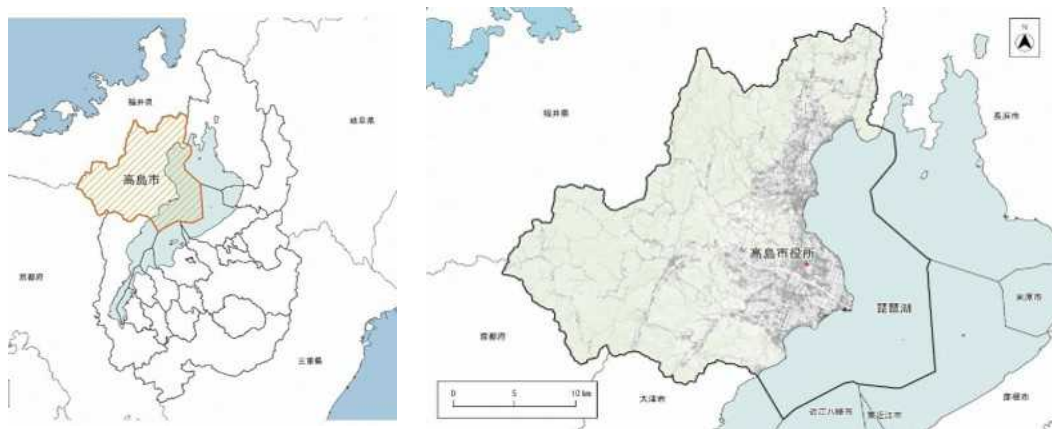 福井県
岐阜県
高島市
京都府
三重県
N
福井県
長浜市
高島市役所
米原市
琵琶湖
京都府
0 5 10 km
大津市
近江八幡市
東近江市
彦根市